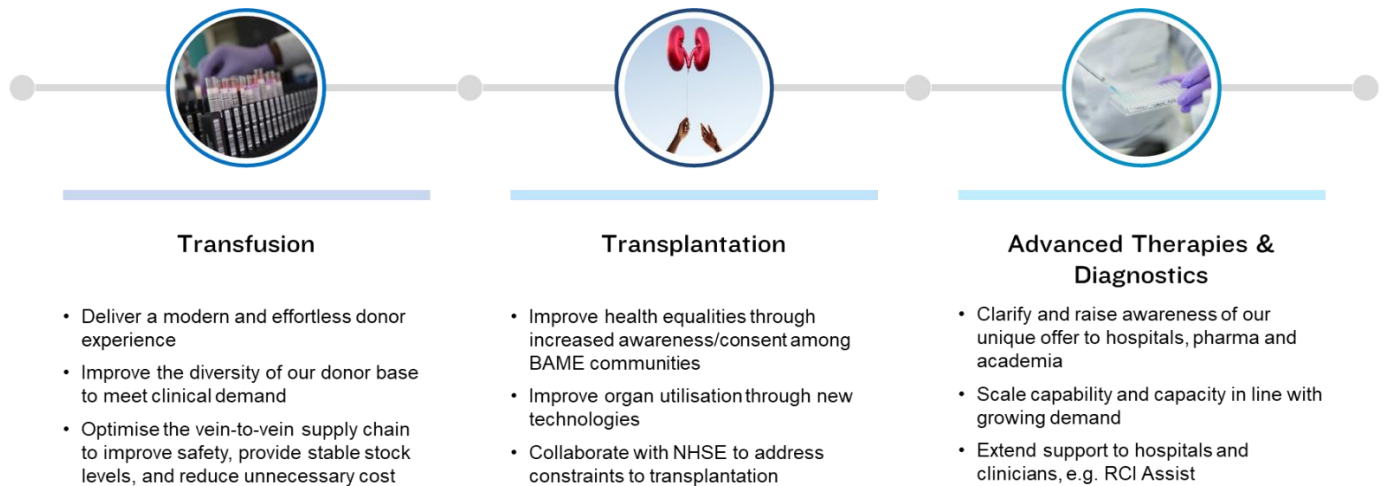 Transfusion
• Deliver a modern and effortless donor
experience
• Improve the diversity of our donor base
to meet clinical demand
• Optimise the vein-to-vein supply chain
to improve safety, provide stable stock
levels, and reduce unnecessary cost
Transplantation
• Improve health equalities through
increased awareness/consent among
BAME communities
• Improve organ utilisation through new
technologies
• Collaborate with NHSE to address
constraints to transplantation
Advanced Therapies &
Diagnostics
• Clarify and raise awareness of our
unique offer to hospitals, pharma and
academia
• Scale capability and capacity in line with
growing demand
• Extend support to hospitals and
clinicians, e.g. RCI Assist